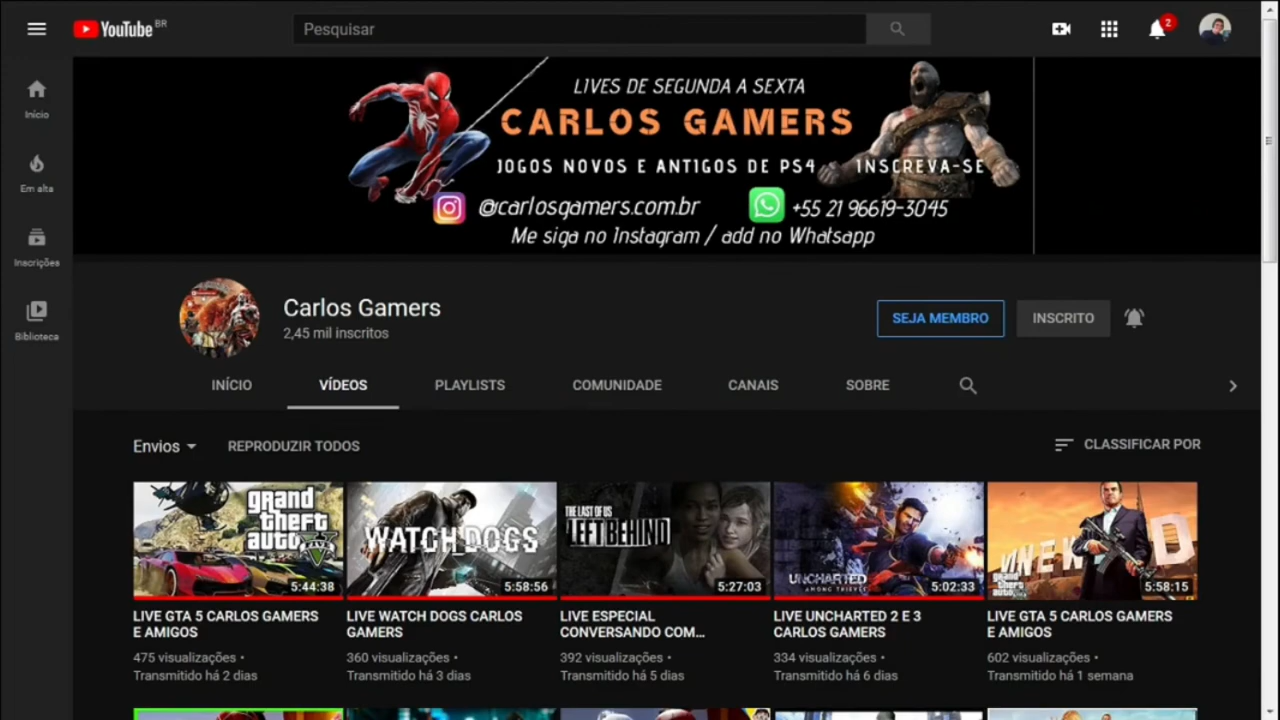 YouTube BR
Pesquisar
2
Início
Em alta
Inscrições
Biblioteca
LIVES DE SEGUNDA A SEXTA
CARLOS GAMERS
JOGOS NOVOS E ANTIGOS DE PS4 INSCREVA-SE
@carlosgamers.com.br +55 21 96619-3045
Me siga no Instagram / add no Whatsapp
Carlos Gamers
2,45 mil inscritos
SEJA MEMBRO INSCRITO
INÍCIO VÍDEOS PLAYLISTS COMUNIDADE CANAIS SOBRE
Envios REPRODUZIR TODOS CLASSIFICAR POR
grand theft auto V
5:44:38
WATCH DOGS
5:58:56
THE LAST OF US
LEFT BEHIND
5:27:03
UNCHARTED 2
AMONG THIEVES
5:02:33
VINEWOOD
grand theft auto
5:58:15
LIVE GTA 5 CARLOS GAMERS E AMIGOS
475 visualizações •
Transmitido há 2 dias
LIVE WATCH DOGS CARLOS GAMERS
360 visualizações •
Transmitido há 3 dias
LIVE ESPECIAL CONVERSANDO COM...
392 visualizações •
Transmitido há 5 dias
LIVE UNCHARTED 2 E 3 CARLOS GAMERS
334 visualizações •
Transmitido há 6 dias
LIVE GTA 5 CARLOS GAMERS E AMIGOS
602 visualizações •
Transmitido há 1 semana